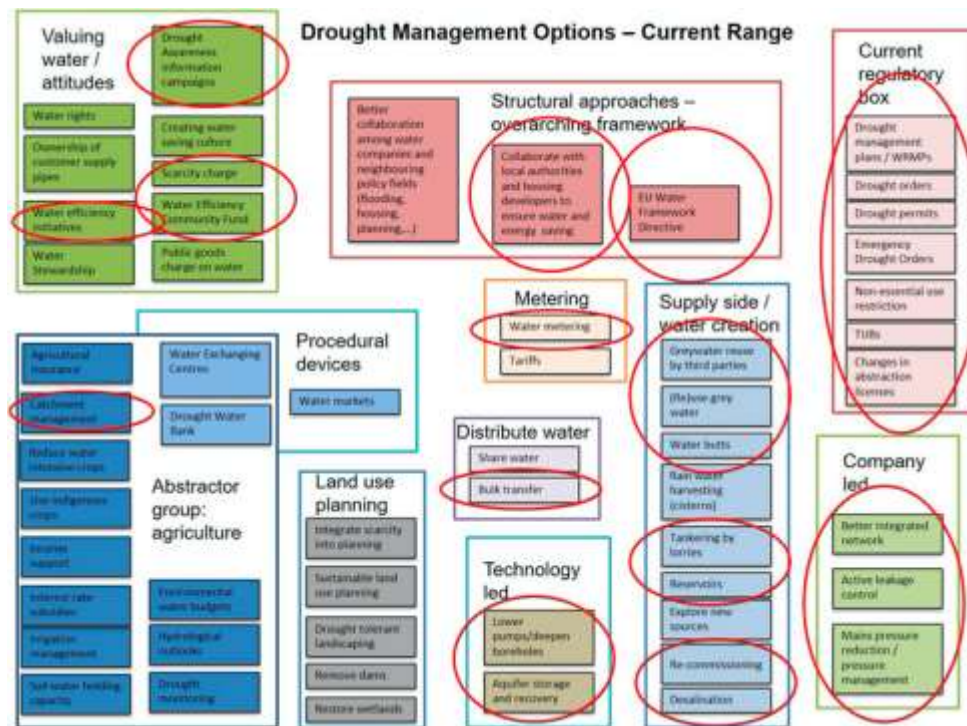 Drought Management Options – Current Range
Valuing
water /
attitudes
Water rights
Ownership of
customer supply
pipes
Water efficiency
initiatives
Water
Stewardship
Drought
Awareness
information
campaigns
Creating water
saving culture
Scarcity charge
Water Efficiency
Community Fund
Public goods
charge on water
Structural approaches –
overarching framework
Better
collaboration
among water
companies and
neighbouring
policy fields
(flooding,
housing,
planning,...)
Collaborate with
local authorities
and housing
developers to
ensure water and
energy saving
EU Water
Framework
Directive
Current
regulatory
box
Drought
management
plans / WRMPs
Drought orders
Drought permits
Emergency
Drought Orders
Non-essential use
restriction
TUBs
Changes in
abstraction
licenses
Metering
Water metering
Tariffs
Supply side /
water creation
Greywater reuse
by third parties
(Re)use grey
water
Water butts
Rain water
harvesting
(cisterns)
Tankering by
lorries
Reservoirs
Explore new
sources
Re-commissioning
Desalination
Procedural
devices
Water Exchanging
Centres
Drought Water
Bank
Water markets
Agricultural
insurance
Catchment
management
Reduce water
intensive crops
Use indigenous
crops
Income
support
Interest rate
subsidies
Irrigation
management
Soil water holding
capacity
Abstractor
group:
agriculture
Environmental
water budgets
Hydrological
outlooks
Drought
monitoring
Distribute water
Share water
Bulk transfer
Land use
planning
Integrate scarcity
into planning
Sustainable land
use planning
Drought tolerant
landscaping
Remove dams
Restore wetlands
Technology
led
Lower
pumps/deepen
boreholes
Aquifer storage
and recovery
Company
led
Better integrated
network
Active leakage
control
Mains pressure
reduction /
pressure
management